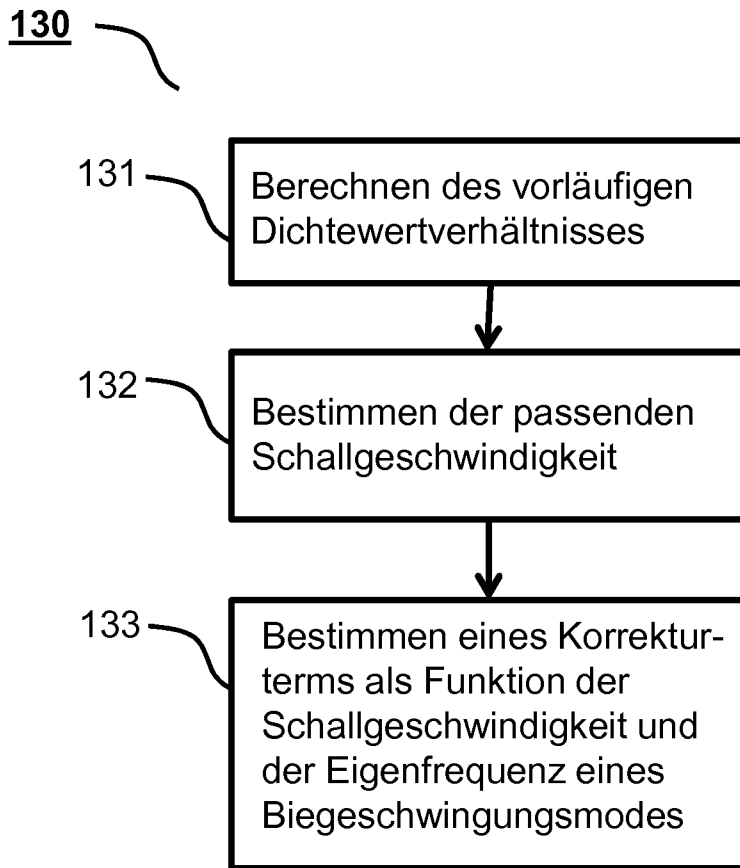 130
131
Berechnen des vorläufigen
Dichtewertverhältnisses
132
Bestimmen der passenden
Schallgeschwindigkeit
133
Bestimmen eines Korrektur-
terms als Funktion der
Schallgeschwindigkeit und
der Eigenfrequenz eines
Biegeschwingungsmodes